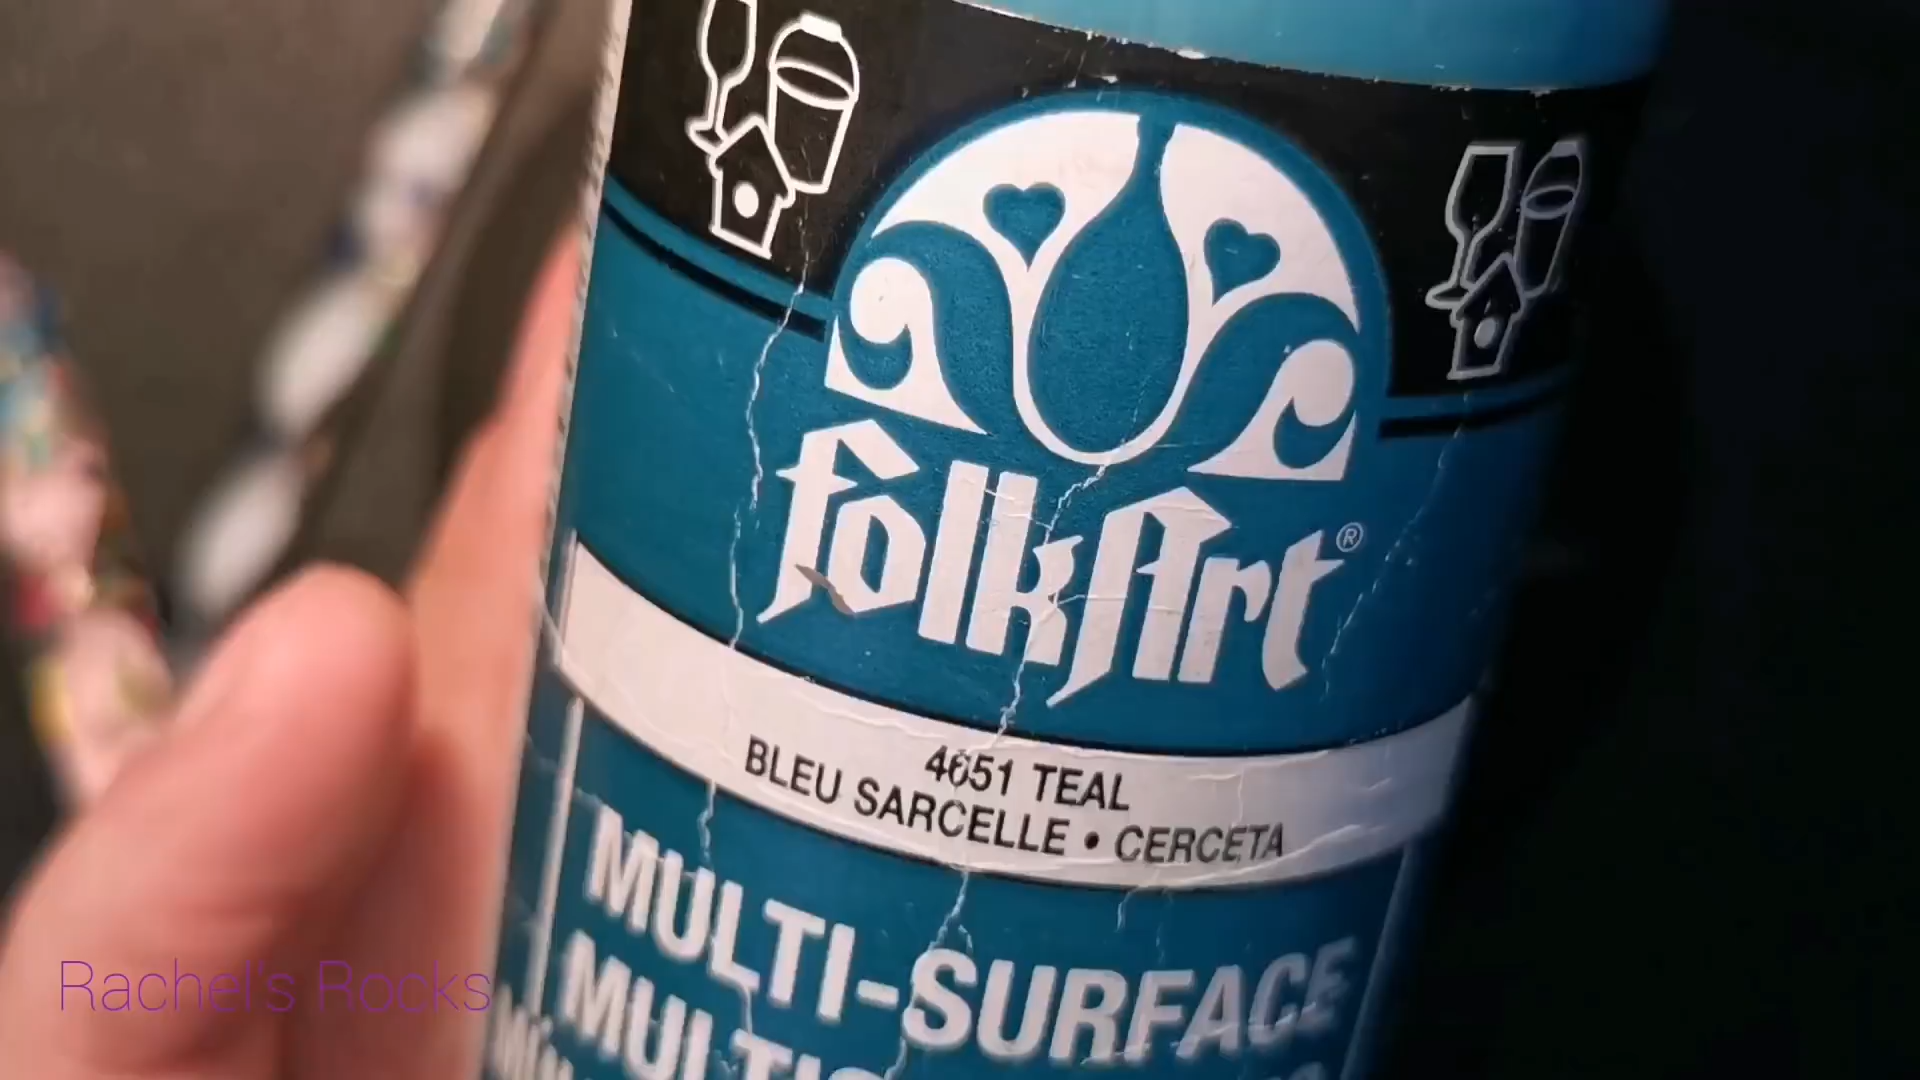 folkArt®
4651 TEAL
BLEU SARCELLE • CERCETA
MULTI-SURFACE
Rachel's Rocks